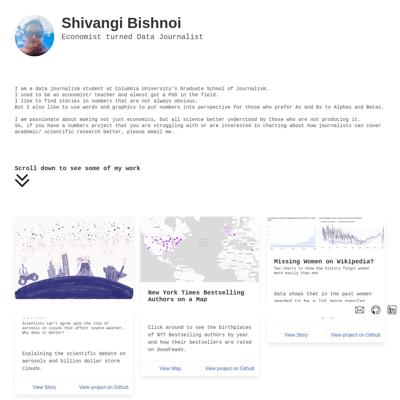 Shivangi Bishnoi
Economist turned Data Journalist
I am a data journalism student at Columbia University's Graduate School of Journalism.
I used to be an economist/ teacher and almost got a PhD in the field.
I like to find stories in numbers that are not always obvious.
But I also like to use words and graphics to put numbers into perspective for those who prefer As and Bs to Alphas and Betas.
I am passionate about making not just economics, but all science better understood by those who are not producing it.
So, if you have a numbers project that you are struggling with or are interested in chatting about how journalists can cover
academic/ scientific research better, please email me.
Scroll down to see some of my work
Scientists can't agree upon the role of
aerosols on clouds that affect severe weather.
Why does it matter?
Explaining the scientific debate on
aerosols and billion dollar storm
clouds.
View Story
View project on Github
New York Times Bestselling
Authors on a Map
Click around to see the birthplaces
of NYT Bestselling authors by year
and how their bestsellers are rated
on Goodreads.
View Map
View project on Github
Missing Women on Wikipedia?
Two charts to show how history forgot women
more easily than men
Data shows that in the past women
needed to be a lot more popular
View Story
View project on Github